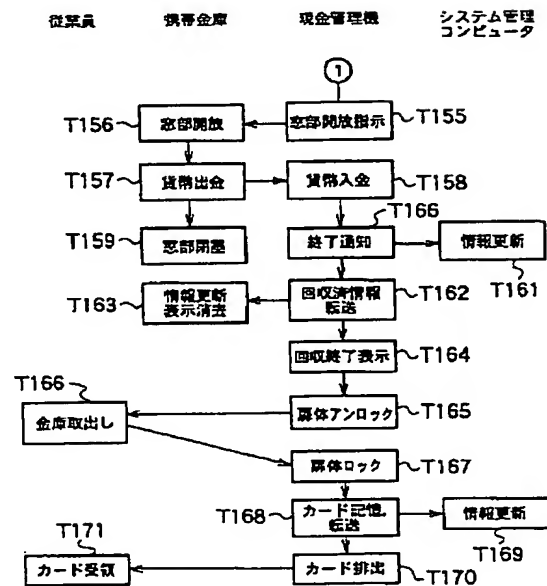 従業員
携帯金庫
現金管理機
システム管理
コンピュータ
1
T156
窓部開放
窓部開放指示
T155
T157
貨幣出金
貨幣入金
T158
T159
窓部閉塞
T166
終了通知
情報更新
T161
T163
情報更新
表示消去
回収済情報
転送
T162
回収終了表示
T164
T166
金庫取出し
扉体アンロック
T165
扉体ロック
T167
T168
カード記憶,
転送
情報更新
T169
T171
カード受領
カード排出
T170